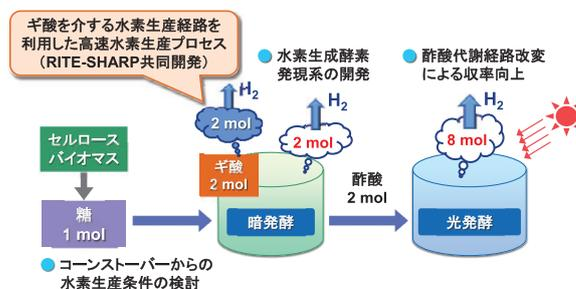 ギ酸を介する水素生産経路を
利用した高速水素生産プロセス
(RITE-SHARP共同開発)
水素生成酵素
発現系の開発
酢酸代謝経路改変
による収率向上
H2
2 mol
H2
2 mol
H2
8 mol
セルロース
バイオマス
ギ酸
2 mol
糖
1 mol
暗発酵
酢酸
2 mol
光発酵
コーンストーバーからの
水素生産条件の検討